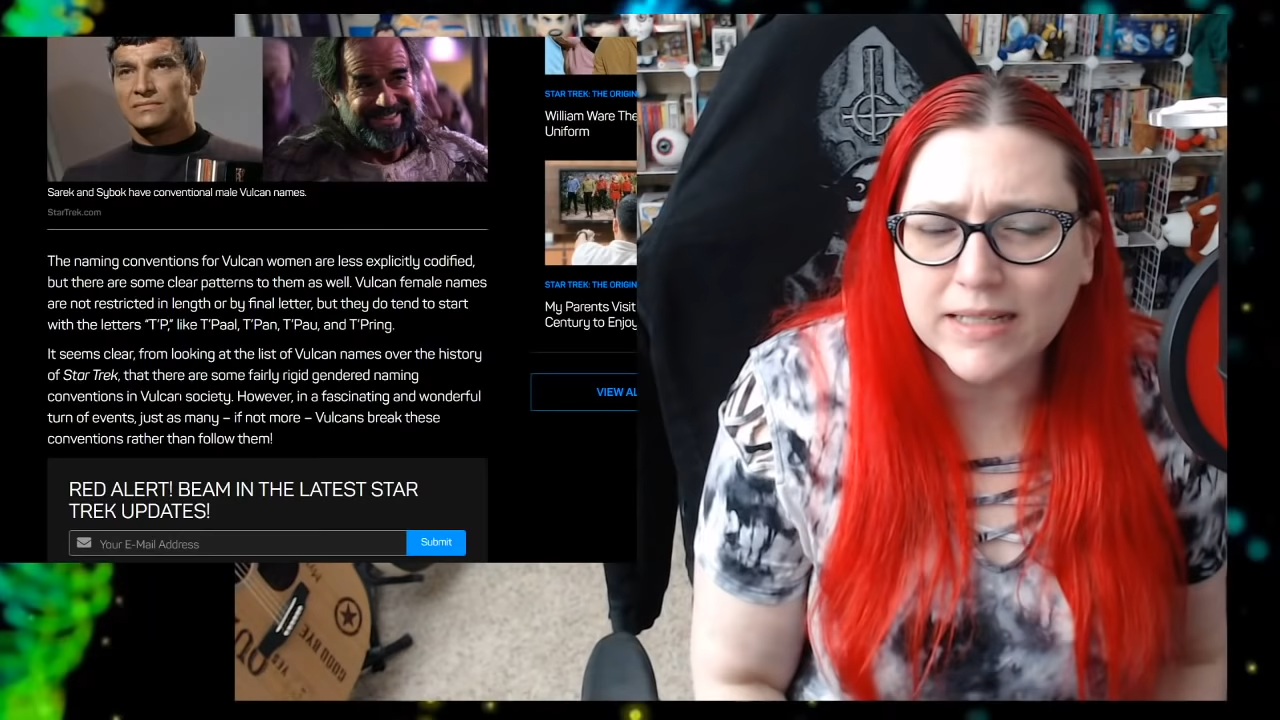 Sarek and Sybok have conventional male Vulcan names.
StarTrek.com
The naming conventions for Vulcan women are less explicitly codified,
but there are some clear patterns to them as well. Vulcan female names
are not restricted in length or by final letter, but they do tend to start
with the letters "T'P," like T'Paal, T'Pan, T'Pau, and T'Pring.
It seems clear, from looking at the list of Vulcan names over the history
of Star Trek, that there are some fairly rigid gendered naming
conventions in Vulcan society. However, in a fascinating and wonderful
turn of events, just as many – if not more – Vulcans break these
conventions rather than follow them!
RED ALERT! BEAM IN THE LATEST STAR
TREK UPDATES!
Your E-Mail Address
Submit
STAR TREK: THE ORIGIN
William Ware The
Uniform
STAR TREK: THE ORIGIN
My Parents Visit
Century to Enjoy
VIEW AL
GOOD BYE
YES